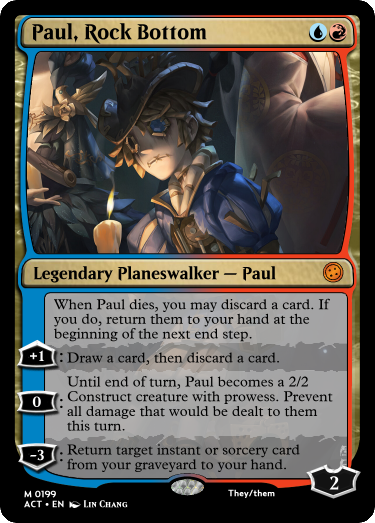 Paul, Rock Bottom
Legendary Planeswalker — Paul
When Paul dies, you may discard a card. If
you do, return them to your hand at the
beginning of the next end step.
+1 : Draw a card, then discard a card.
Until end of turn, Paul becomes a 2/2
0 : Construct creature with prowess. Prevent
all damage that would be dealt to them
this turn.
-3 : Return target instant or sorcery card
from your graveyard to your hand.
2
M 0199
ACT • EN Lin Chang
They/them